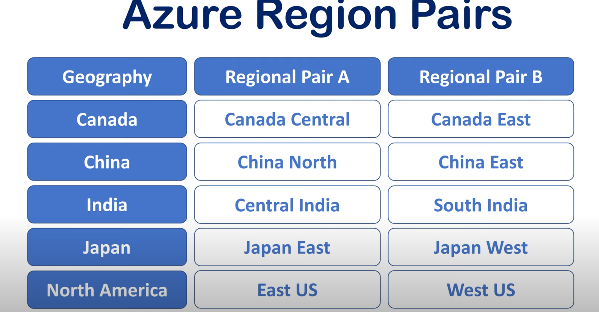 Azure Region Pairs
Geography Regional Pair A Regional Pair B
Canada Canada Central Canada East
China China North China East
India Central India South India
Japan Japan East Japan West
North America East US West US